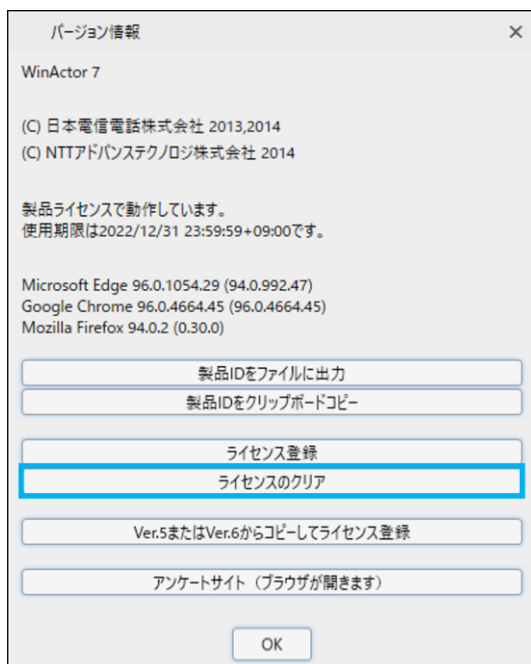 バージョン情報
WinActor 7
(C) 日本電信電話株式会社 2013,2014
(C) NTTアドバンステクノロジ株式会社 2014
製品ライセンスで動作しています。
使用期限は2022/12/31 23:59:59+09:00です。
Microsoft Edge 96.0.1054.29 (94.0.992.47)
Google Chrome 96.0.4664.45 (96.0.4664.45)
Mozilla Firefox 94.0.2 (0.30.0)
製品IDをファイルに出力
製品IDをクリップボードコピー
ライセンス登録
ライセンスのクリア
Ver.5またはVer.6からコピーしてライセンス登録
アンケートサイト（ブラウザが開きます）
OK